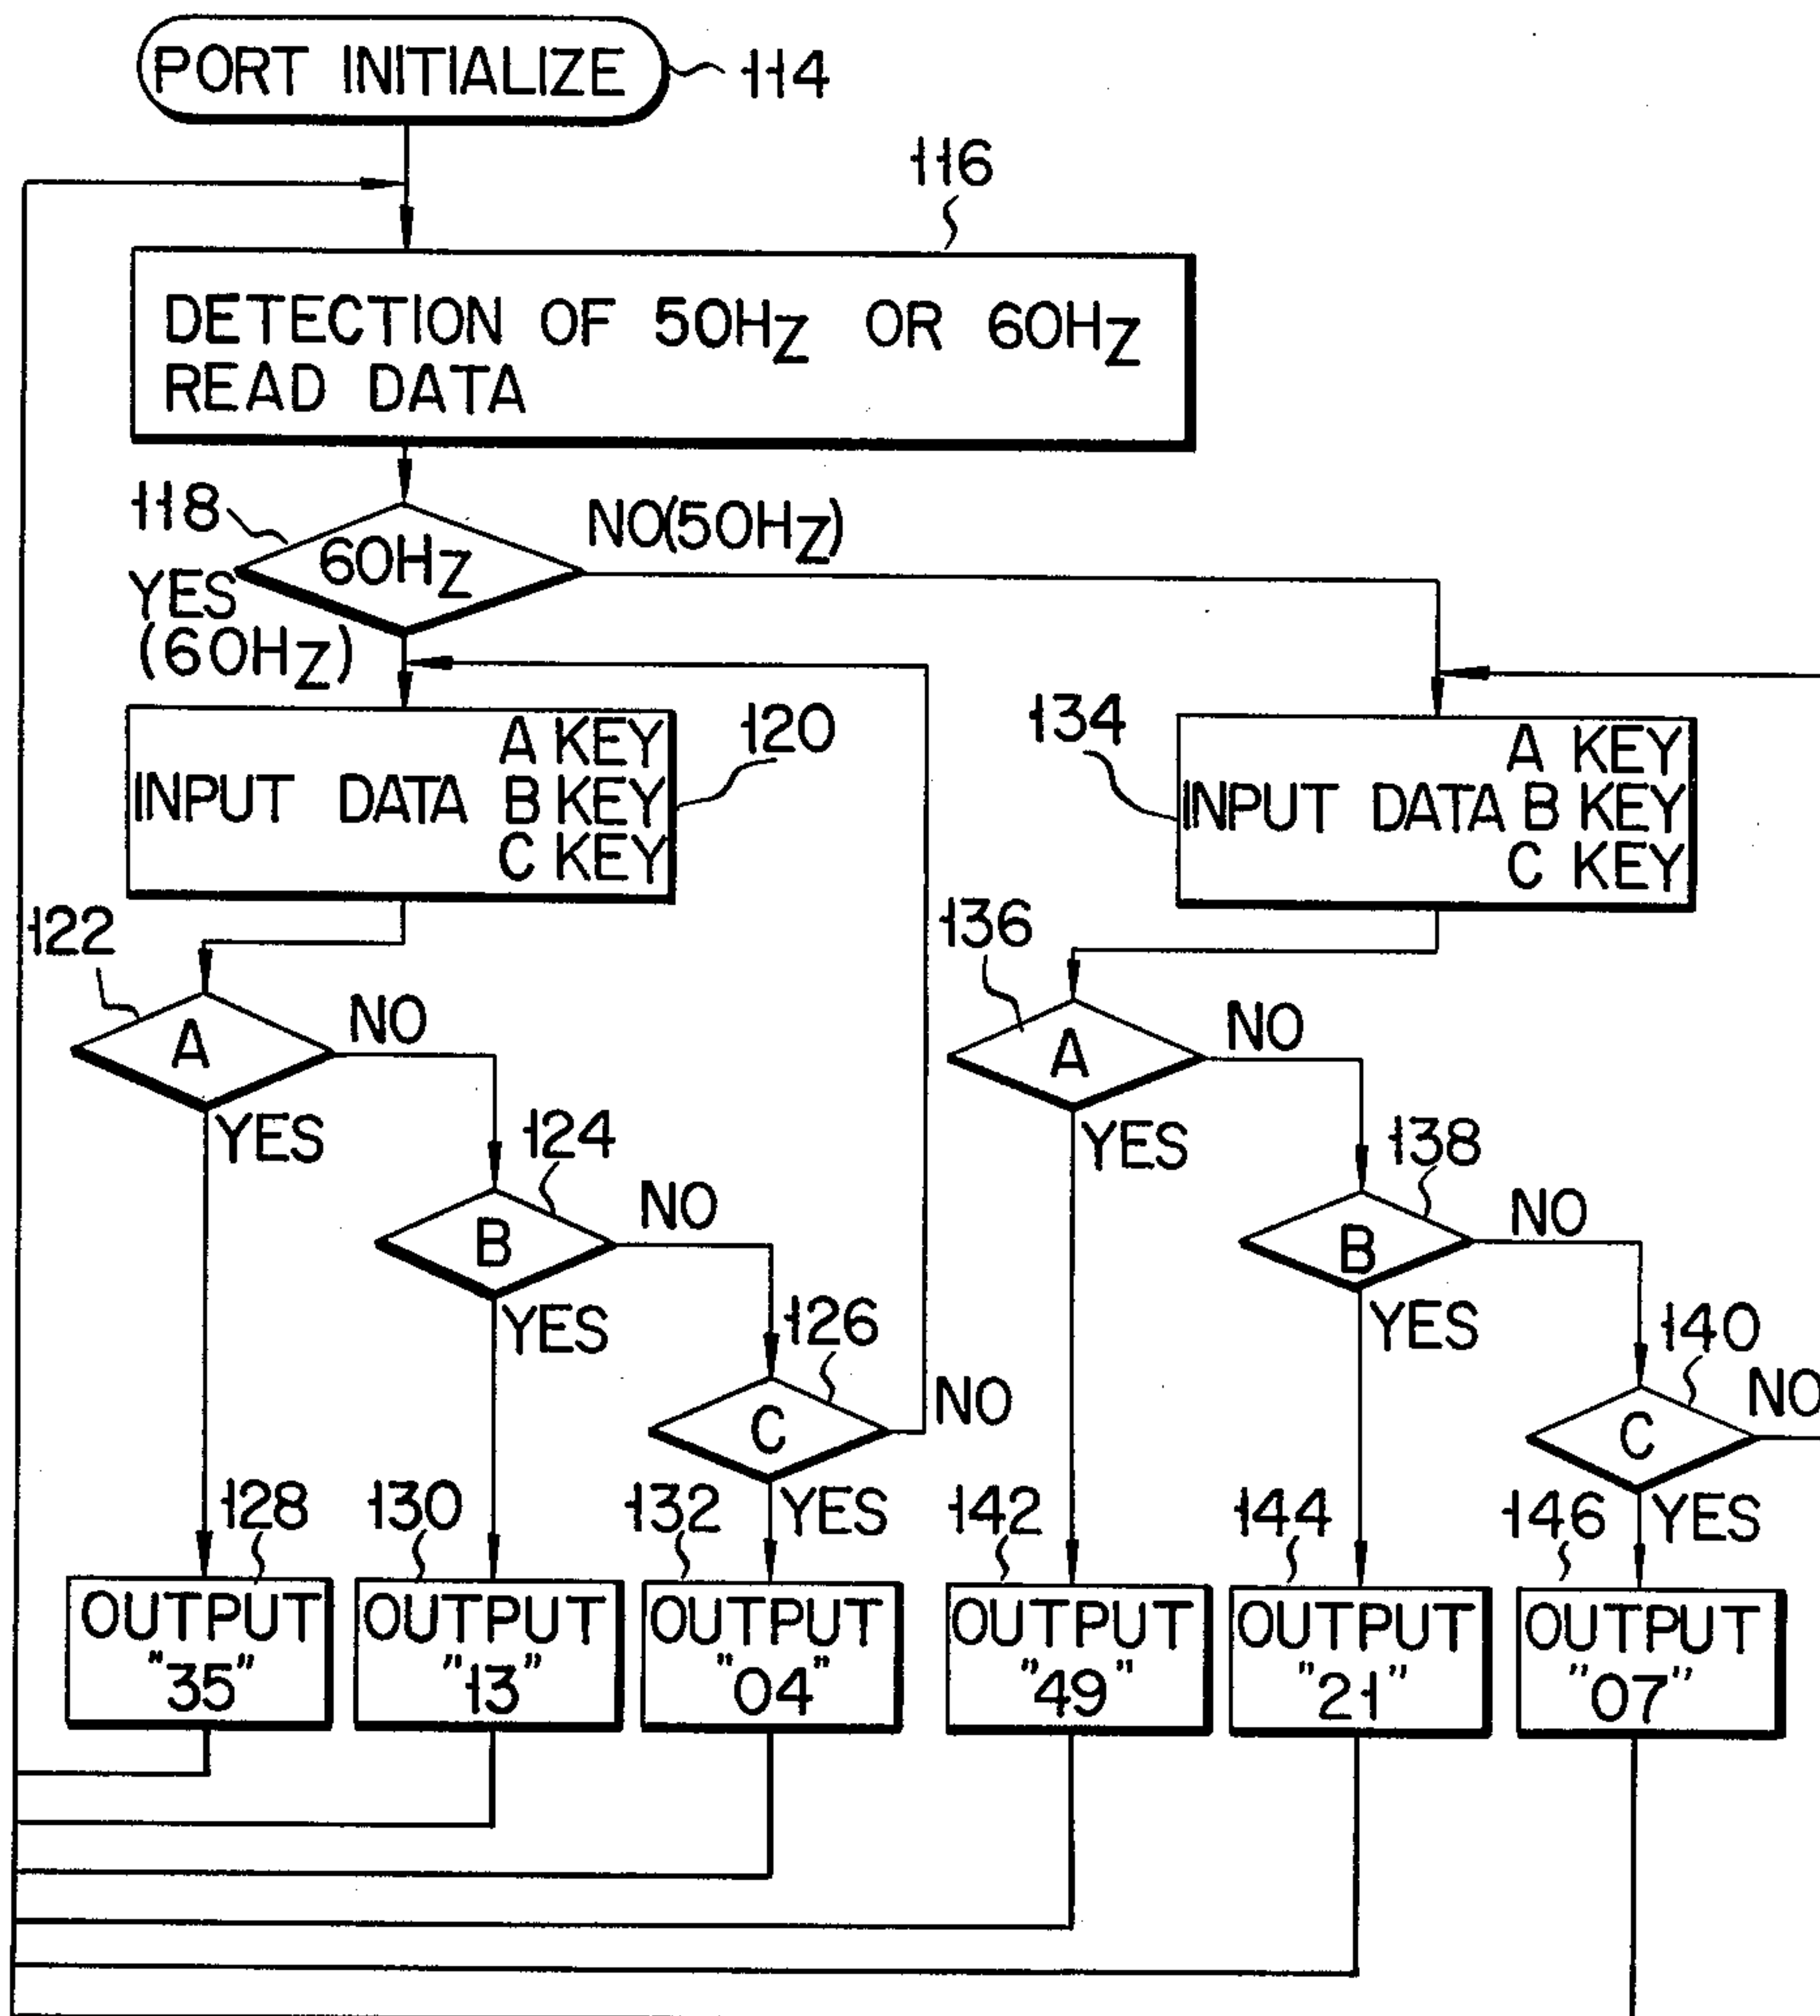 PORT INITIALIZE
114
116
DETECTION OF 50Hz OR 60Hz
READ DATA
118
60Hz
NO(50Hz)
YES
(60Hz)
INPUT DATA
A KEY
B KEY
C KEY
120
134
INPUT DATA
A KEY
B KEY
C KEY
122
A
NO
YES
124
B
NO
YES
126
C
NO
YES
136
A
NO
YES
138
B
NO
YES
140
C
NO
YES
128
OUTPUT
"35"
130
OUTPUT
"13"
132
OUTPUT
"04"
142
OUTPUT
"49"
144
OUTPUT
"21"
146
OUTPUT
"07"